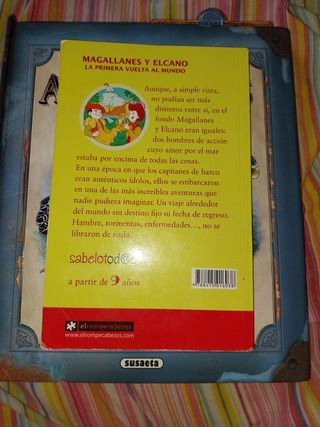 MAGALLANES Y ELCANO
LA PRIMERA VUELTA AL MUNDO
Aunque, a simple vista,
no podían ser más
distintos entre sí, en el
fondo Magallanes
y Elcano eran iguales:
dos hombres de acción
cuyo amor por el mar
estaba por encima de todas las cosas.
En una época en que los capitanes de barco
eran auténticos ídolos, ellos se embarcaron
en una de las más increíbles aventuras que
nadie pudiera imaginar. Un viaje alrededor
del mundo sin destino fijo ni fecha de regreso.
Hambre, tormentas, enfermedades..., no se
libraron de nada.
sabelotod@s
a partir de 9 años
elrompecabezas
www.elrompecabezas.com
susaeta